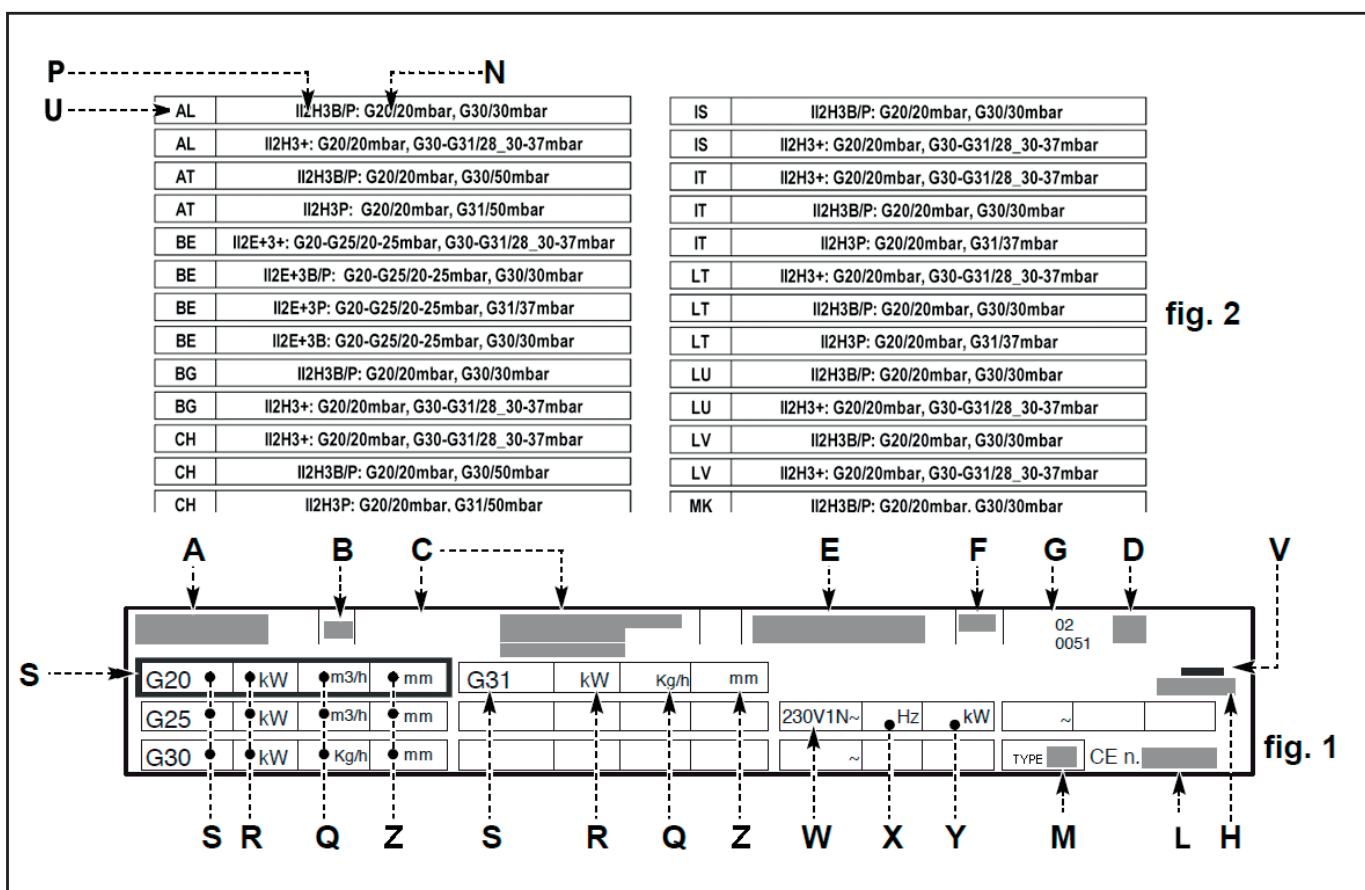 P N
U
AL II2H3B/P: G20/20mbar, G30/30mbar
AL II2H3+: G20/20mbar, G30-G31/28_30-37mbar
AT II2H3B/P: G20/20mbar, G30/50mbar
AT II2H3P: G20/20mbar, G31/50mbar
BE II2E+3+: G20-G25/20-25mbar, G30-G31/28_30-37mbar
BE II2E+3B/P: G20-G25/20-25mbar, G30/30mbar
BE II2E+3P: G20-G25/20-25mbar, G31/37mbar
BE II2E+3B: G20-G25/20-25mbar, G30/30mbar
BG II2H3B/P: G20/20mbar, G30/30mbar
BG II2H3+: G20/20mbar, G30-G31/28_30-37mbar
CH II2H3+: G20/20mbar, G30-G31/28_30-37mbar
CH II2H3B/P: G20/20mbar, G30/50mbar
CH II2H3P: G20/20mbar, G31/50mbar
IS II2H3B/P: G20/20mbar, G30/30mbar
IS II2H3+: G20/20mbar, G30-G31/28_30-37mbar
IT II2H3+: G20/20mbar, G30-G31/28_30-37mbar
IT II2H3B/P: G20/20mbar, G30/30mbar
IT II2H3P: G20/20mbar, G31/37mbar
LT II2H3+: G20/20mbar, G30-G31/28_30-37mbar
LT II2H3B/P: G20/20mbar, G30/30mbar
LT II2H3P: G20/20mbar, G31/37mbar
LU II2H3B/P: G20/20mbar, G30/30mbar
LU II2H3+: G20/20mbar, G30-G31/28_30-37mbar
LV II2H3B/P: G20/20mbar, G30/30mbar
LV II2H3+: G20/20mbar, G30-G31/28_30-37mbar
MK II2H3B/P: G20/20mbar, G30/30mbar
fig. 2
A B C E F G D V
02
0051
S G20 kW m3/h mm G31 kW Kg/h mm
G25 kW m3/h mm 230V1N~ Hz kW ~
G30 kW Kg/h mm ~ TYPE CE n.
fig. 1
S R Q Z S R Q Z W X Y M L H